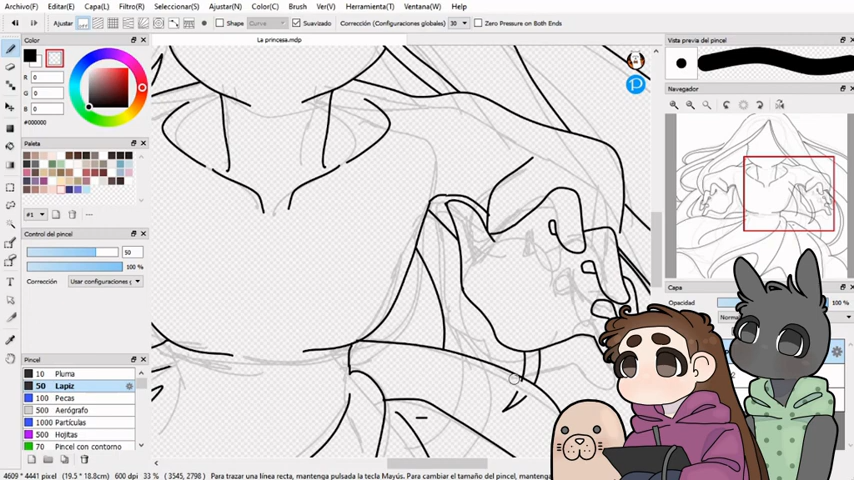 Archivo(F) Editar(E) Capa(L) Filtro(R) Seleccionar(S) Ajustar(N) Color(C) Brush Ver(V) Herramienta(T) Ventana(W) Help
Ajustar Shape Curve Suavizado Corrección (Configuraciones globales) 30 Zero Pressure on Both Ends
La princesa.mdp
Color
R 0
G 0
B 0
#000000
Paleta
#1
Control del pincel
50
100 %
Corrección Usar configuraciones g
Pincel
10 Pluma
50 Lapiz
100 Pecas
500 Aerógrafo
1000 Partículas
500 Hojitas
70 Pincel con contorno
Vista previa del pincel
P
Navegador
Capa
Opacidad 100 %
4609 * 4441 pixel (19.5 * 18.8cm) 600 dpi 33 % ( 3545, 2798 ) Para trazar una línea recta, mantenga pulsada la tecla Mayús. Para cambiar el tamaño del pincel, mantenga